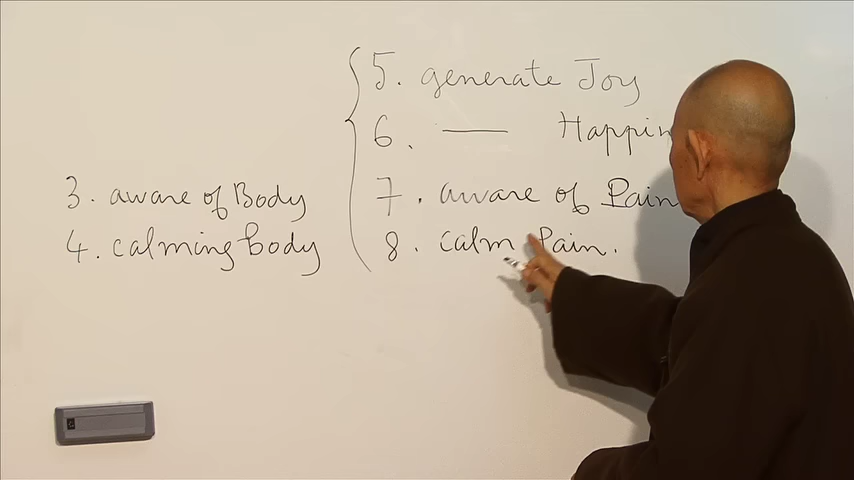 3. aware of Body
4. calming body
5. generate Joy
6. —— Happin
7. aware of Pain
8. calm Pain.